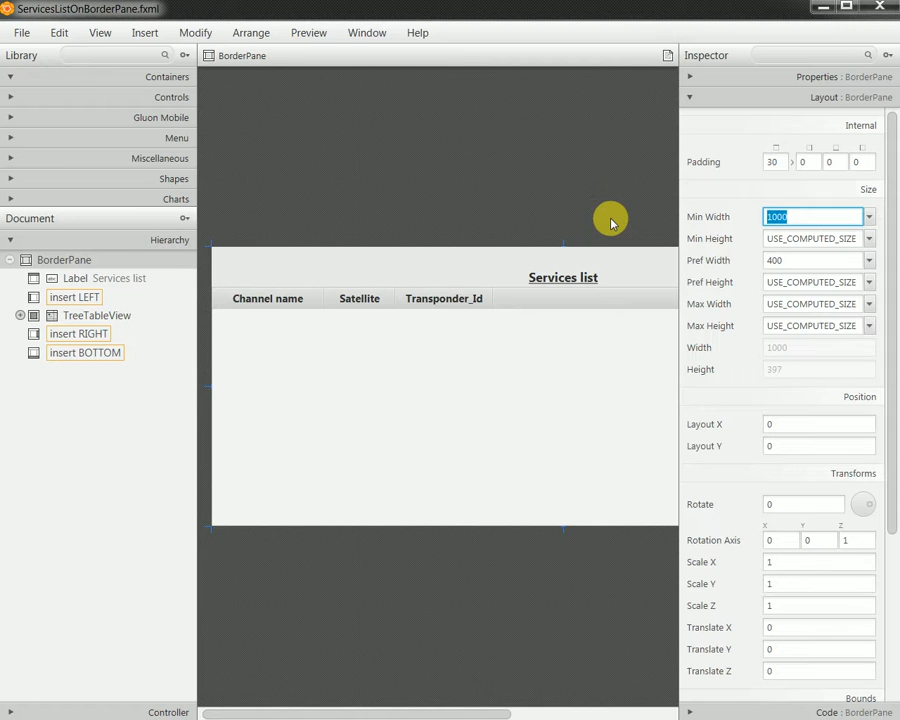 ServicesListOnBorderPane.fxml
File Edit View Insert Modify Arrange Preview Window Help
Library
BorderPane
Inspector
Containers
Controls
Gluon Mobile
Menu
Miscellaneous
Shapes
Charts
Document
Hierarchy
BorderPane
Label Services list
insert LEFT
TreeTableView
insert RIGHT
insert BOTTOM
Controller
Services list
Channel name Satellite Transponder_Id
Properties : BorderPane
Layout : BorderPane
Internal
Padding 30 0 0 0
Size
Min Width 1000
Min Height USE_COMPUTED_SIZE
Pref Width 400
Pref Height USE_COMPUTED_SIZE
Max Width USE_COMPUTED_SIZE
Max Height USE_COMPUTED_SIZE
Width 1000
Height 397
Position
Layout X 0
Layout Y 0
Transforms
Rotate 0
X Y Z
Rotation Axis 0 0 1
Scale X 1
Scale Y 1
Scale Z 1
Translate X 0
Translate Y 0
Translate Z 0
Bounds
Code : BorderPane